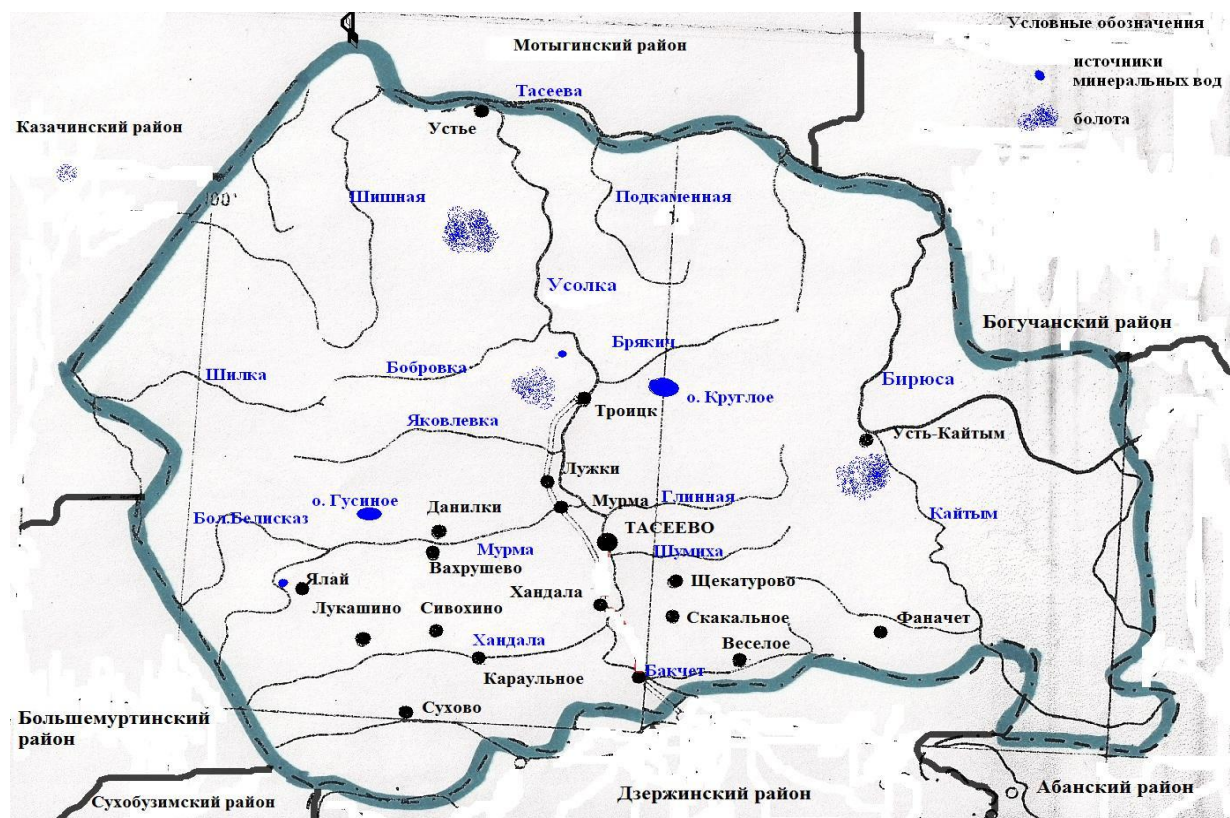 Условные обозначения
источники
минеральных вод
болота
Мотыгинский район
Казачинский район
Тасеева
Устье
Шишная
Подкаменная
Усолка
Богучанский район
Брякич
Бобровка
Шилка
Бирюса
о. Круглое
Троицк
Яковлевка
Усть-Кайтым
Лужки
о. Гусиное
Мурма
Глинная
Данилки
Бол.Белисказ
Кайтым
ТАСЕЕВО
Мурма
Шумиха
Вахрушево
Ялай
Щекатурово
Хандала
Лукашино
Сивохино
Скакальное
Фаначет
Хандала
Веселое
Бакчет
Караульное
Сухово
Большемуртинский
район
Сухобузимский район
Дзержинский район
Абанский район